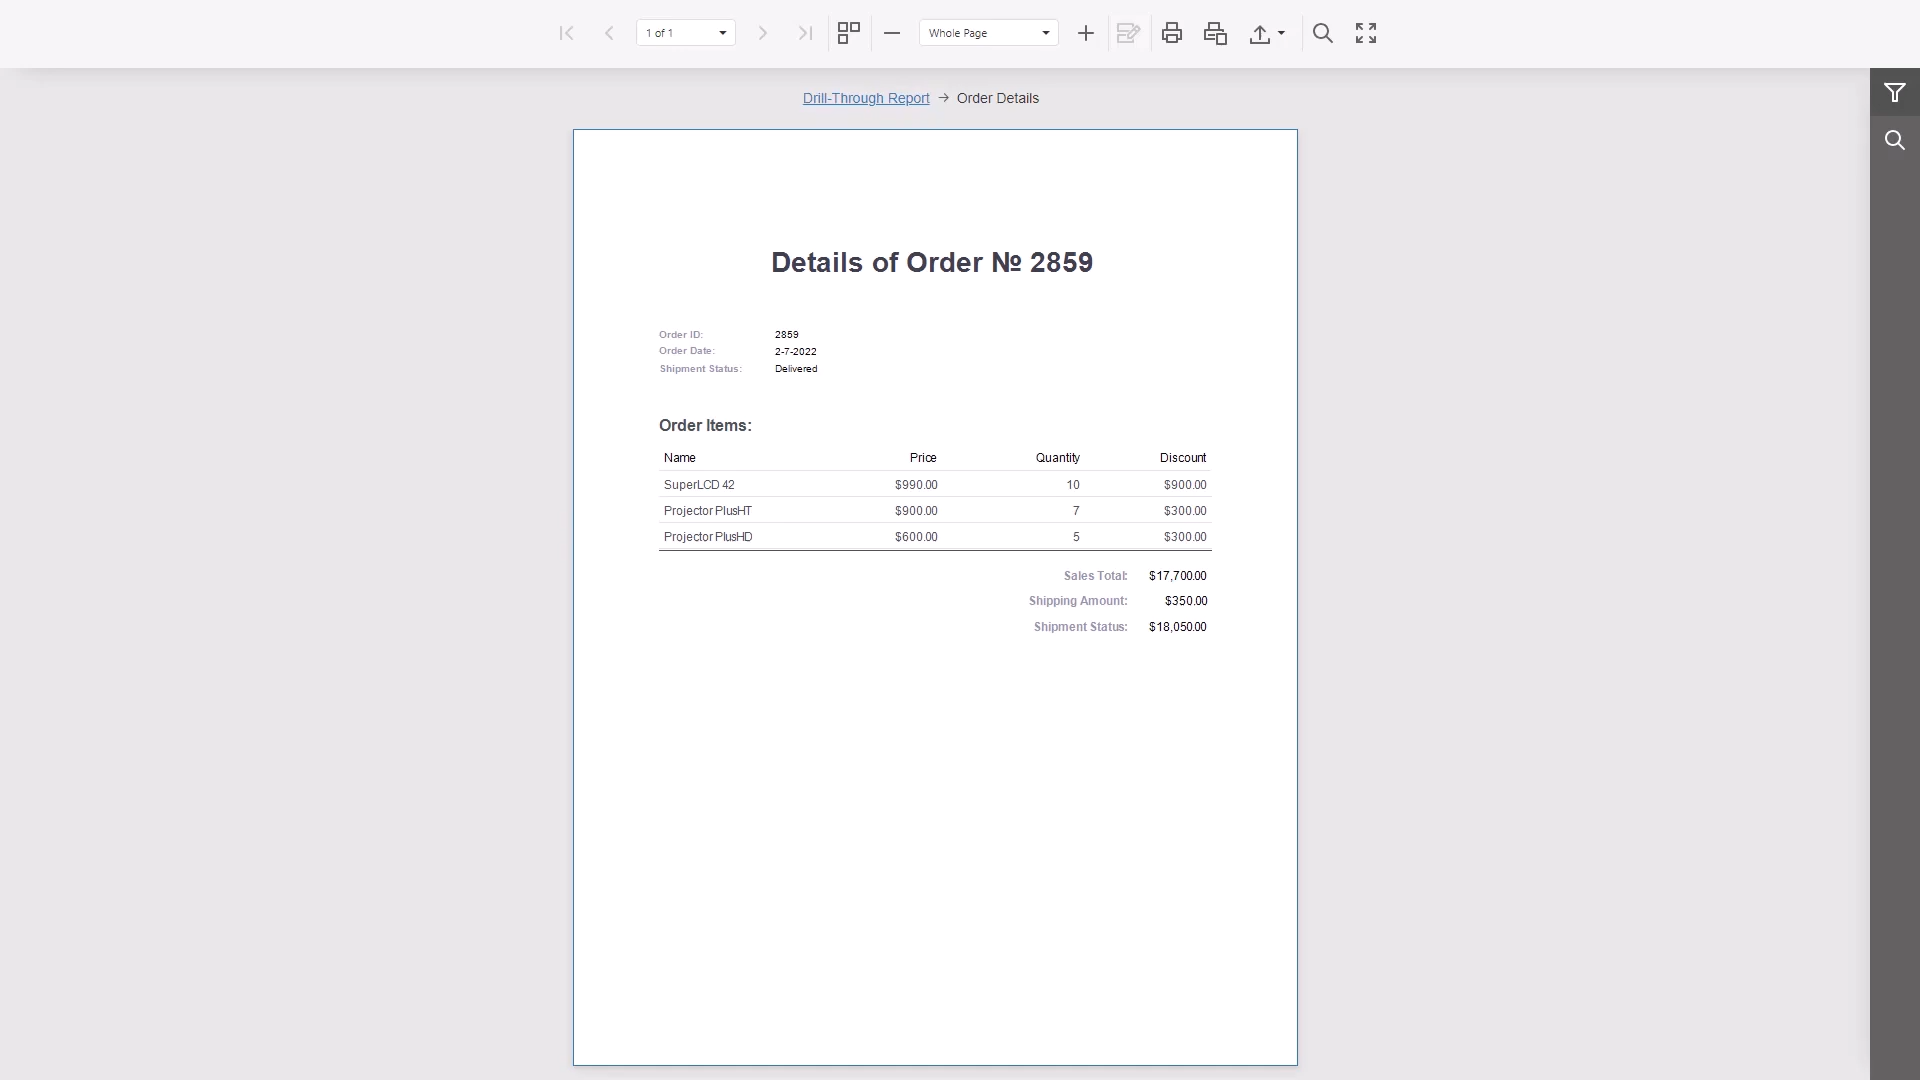 1 of 1
Whole Page
Drill-Through Report → Order Details
Details of Order № 2859
Order ID: 2859
Order Date: 2-7-2022
Shipment Status: Delivered
Order Items:
Name Price Quantity Discount
SuperLCD 42 $990.00 10 $900.00
Projector PlusHT $900.00 7 $300.00
Projector PlusHD $600.00 5 $300.00
Sales Total: $17,700.00
Shipping Amount: $350.00
Shipment Status: $18,050.00